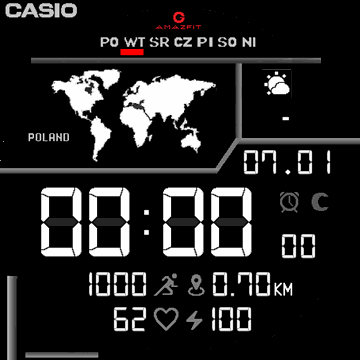 CASIO
G
AMAZFIT
PO WT SR CZ PI SO NI
-
POLAND
07.01
00:00
00
1000 0.70KM
62 100